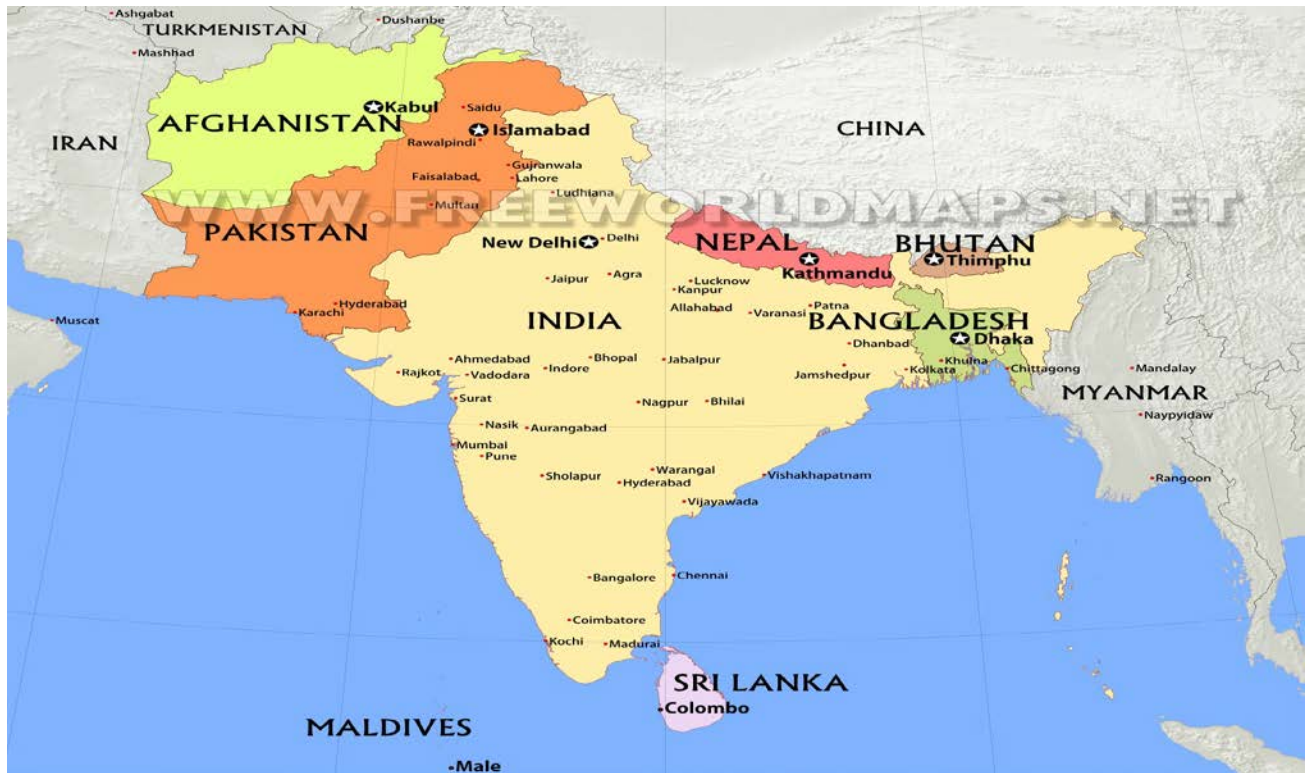 Ashgabat
Dushanbe
TURKMENISTAN
Mashhad
Kabul
Saidu
AFGHANISTAN
Islamabad
CHINA
IRAN
Rawalpindi
Gujranwala
Faisalabad
Lahore
Ludhiana
WWW.FREEWORLDMAPS.NET
Multan
PAKISTAN
New Delhi
Delhi
NEPAL
BHUTAN
Kathmandu
Thimphu
Jaipur
Agra
Lucknow
Kanpur
Hyderabad
Karachi
Allahabad
Varanasi
Patna
Muscat
INDIA
BANGLADESH
Dhaka
Dhanbad
Ahmedabad
Bhopal
Jabalpur
Khulna
Rajkot
Vadodara
Indore
Jamshedpur
Kolkata
Chittagong
Mandalay
MYANMAR
Surat
Nagpur
Bhilai
Naypyidaw
Nasik
Aurangabad
Mumbai
Pune
Sholapur
Warangal
Hyderabad
Vishakhapatnam
Rangoon
Vijayawada
Bangalore
Chennai
Coimbatore
Kochi
Madurai
SRI LANKA
Colombo
MALDIVES
Male